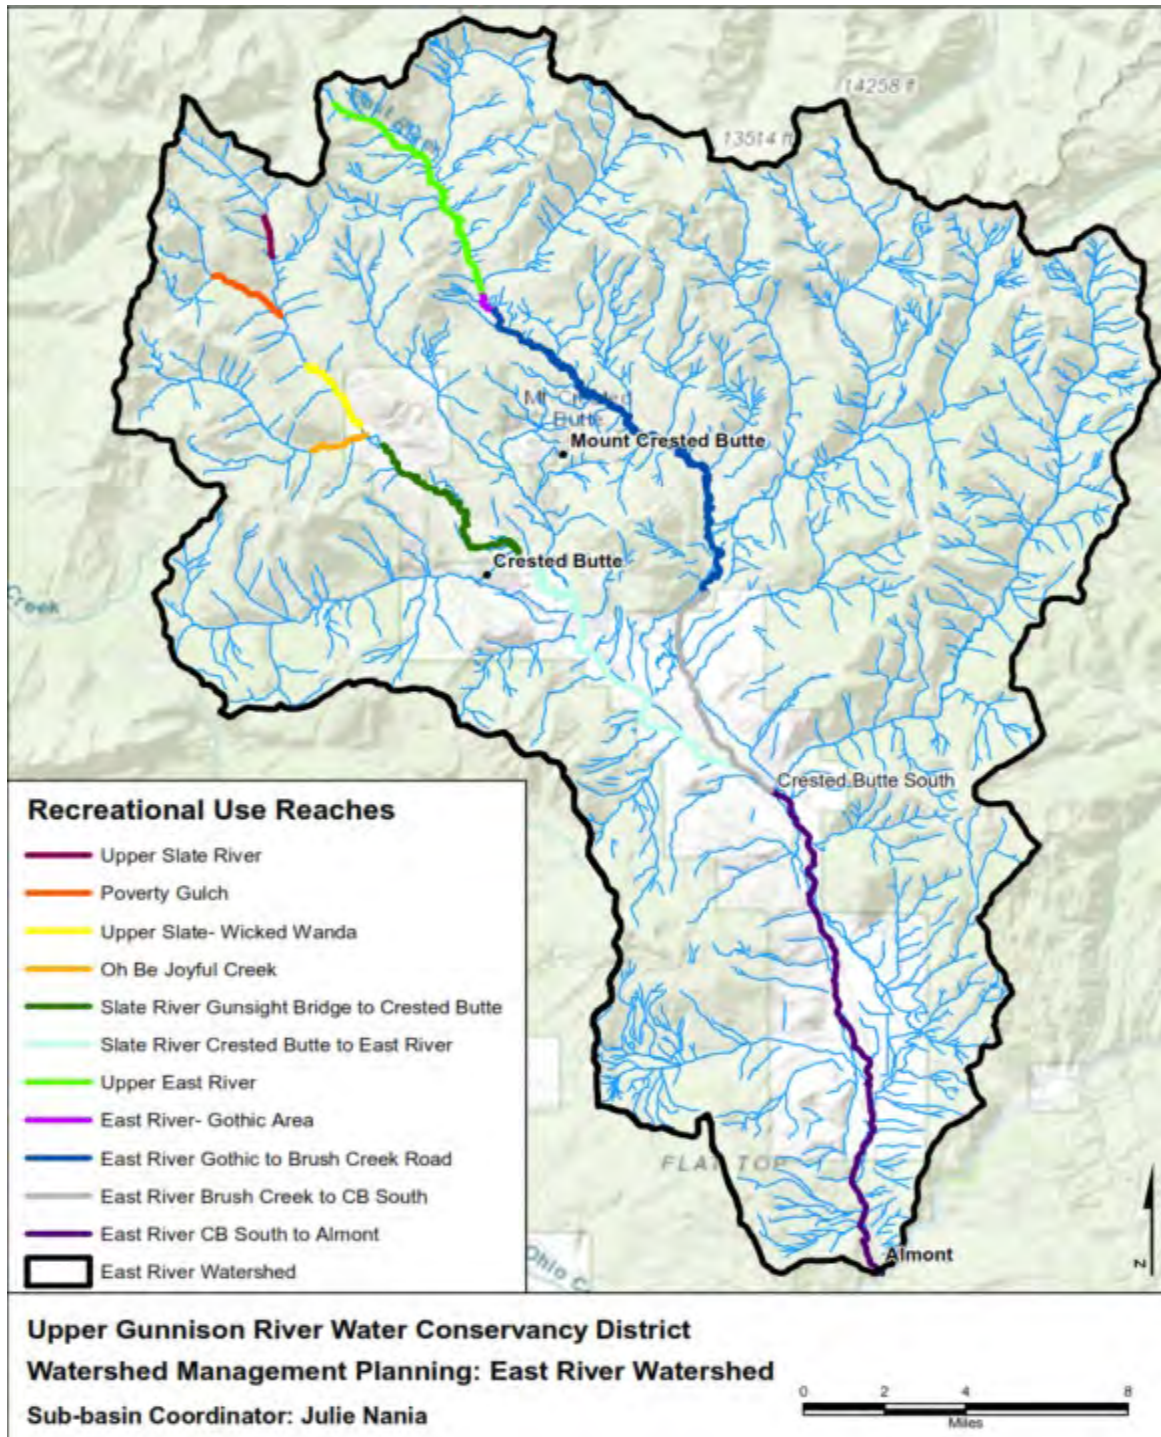 14258 ft
13514 ft
East River
Mt Crested
Butte
Mount Crested Butte
Crested Butte
Creek
Crested Butte South
Recreational Use Reaches
Upper Slate River
Poverty Gulch
Upper Slate- Wicked Wanda
Oh Be Joyful Creek
Slate River Gunsight Bridge to Crested Butte
Slate River Crested Butte to East River
Upper East River
East River- Gothic Area
East River Gothic to Brush Creek Road
East River Brush Creek to CB South
East River CB South to Almont
East River Watershed
FLAT TOP
Ohio C
Almont
N
Upper Gunnison River Water Conservancy District
Watershed Management Planning: East River Watershed
Sub-basin Coordinator: Julie Nania
0 2 4 8
Miles